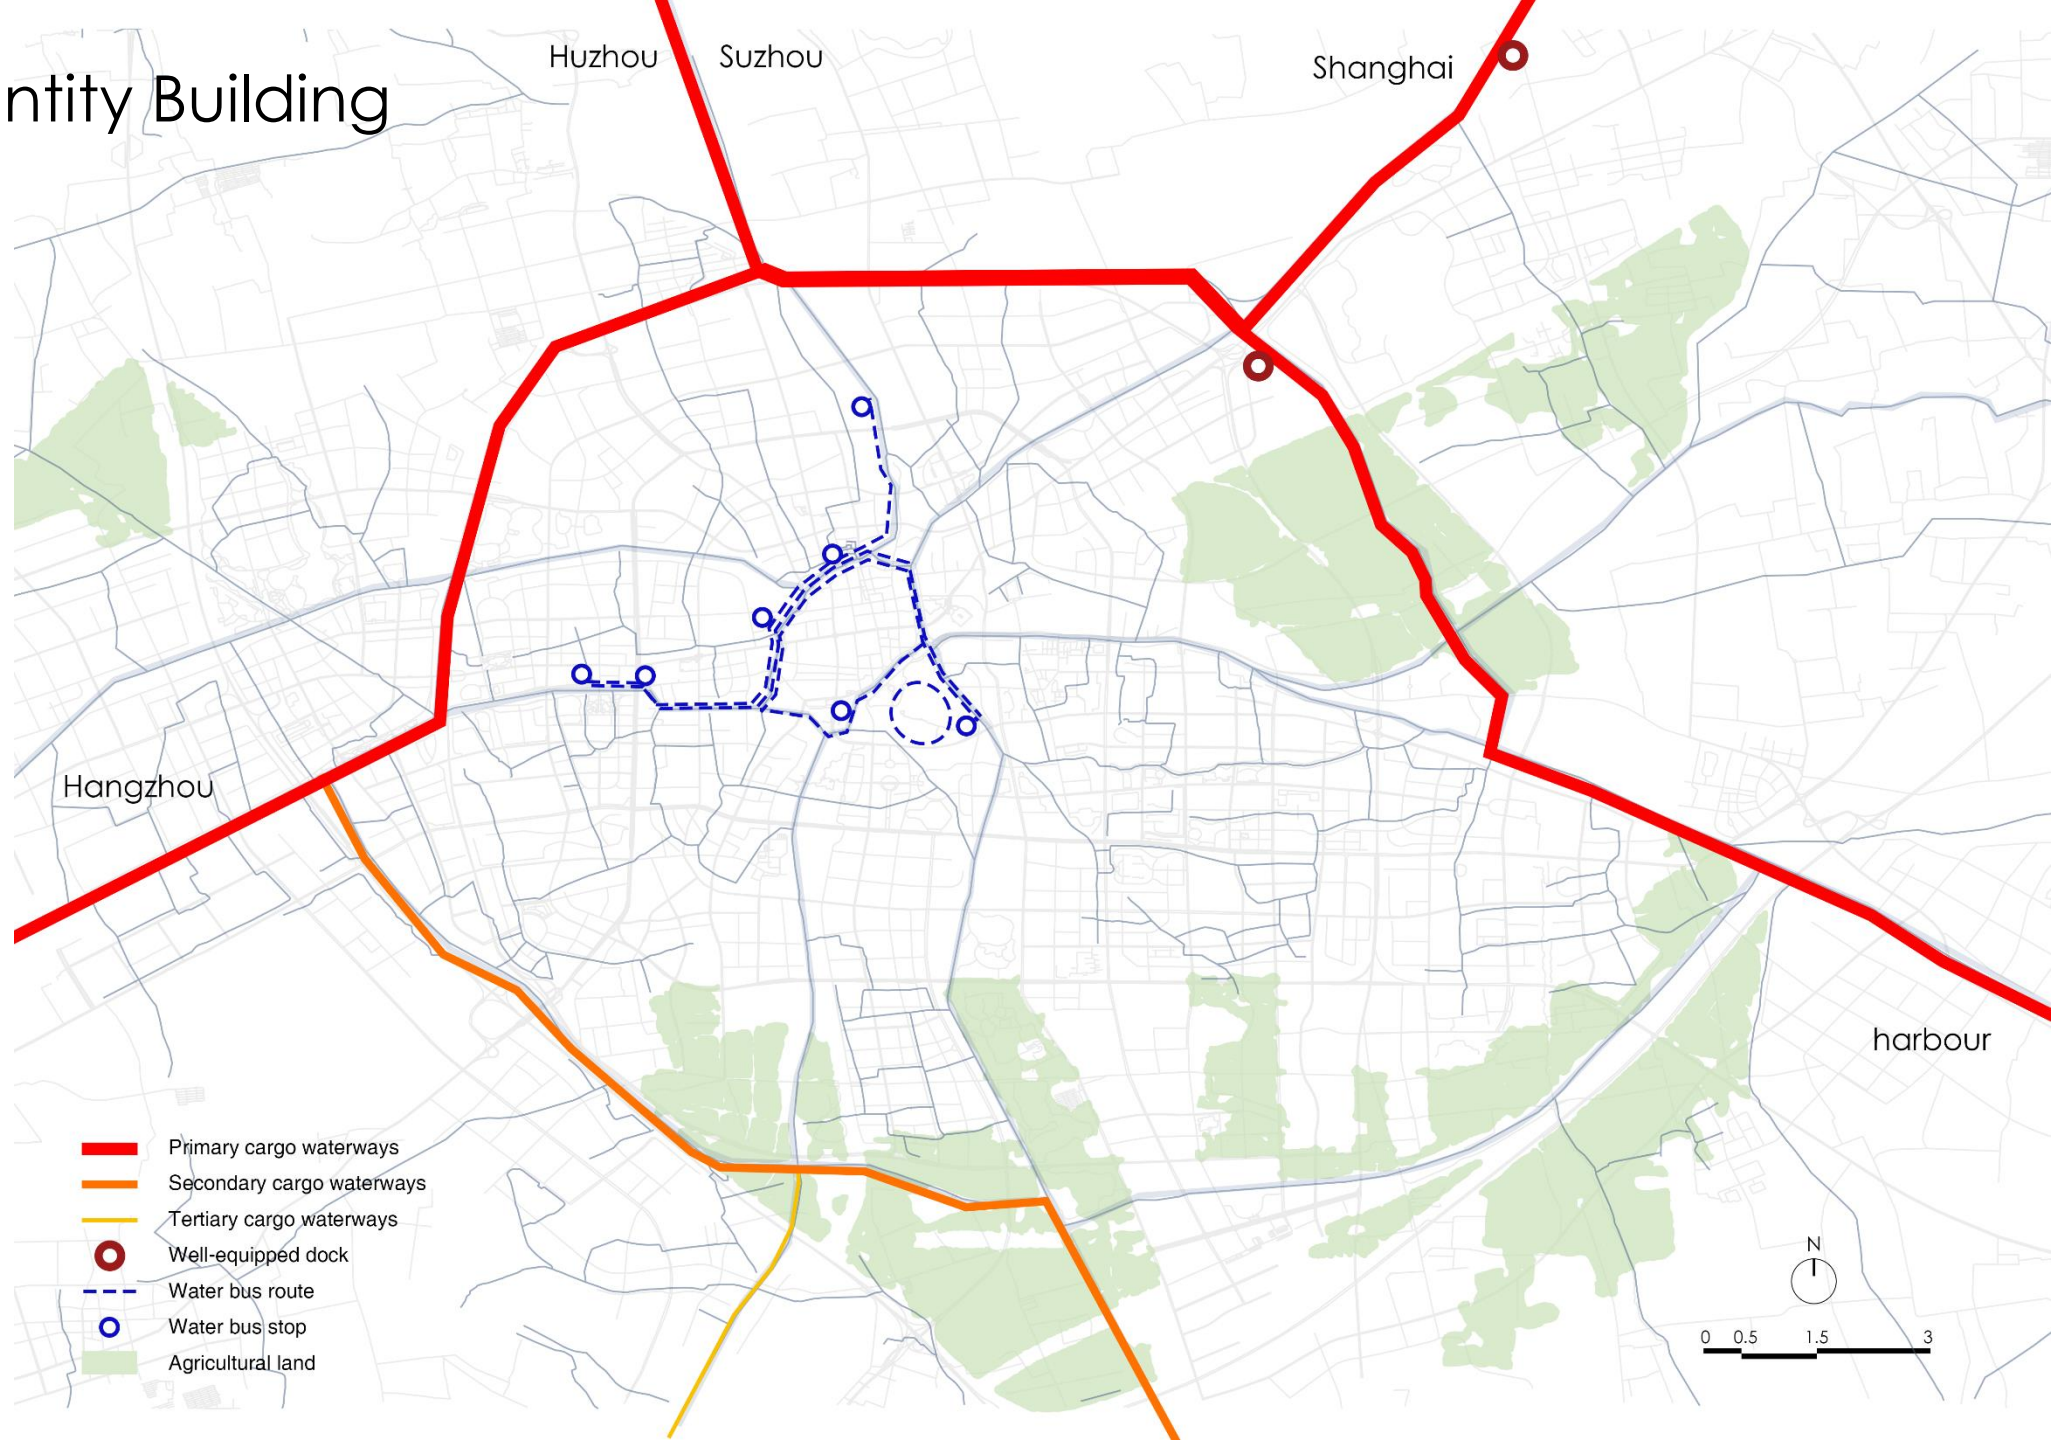 Huzhou
Suzhou
Shanghai
ntity Building
Hangzhou
harbour
Primary cargo waterways
Secondary cargo waterways
Tertiary cargo waterways
Well-equipped dock
Water bus route
Water bus stop
Agricultural land
N
0 0.5 1.5 3